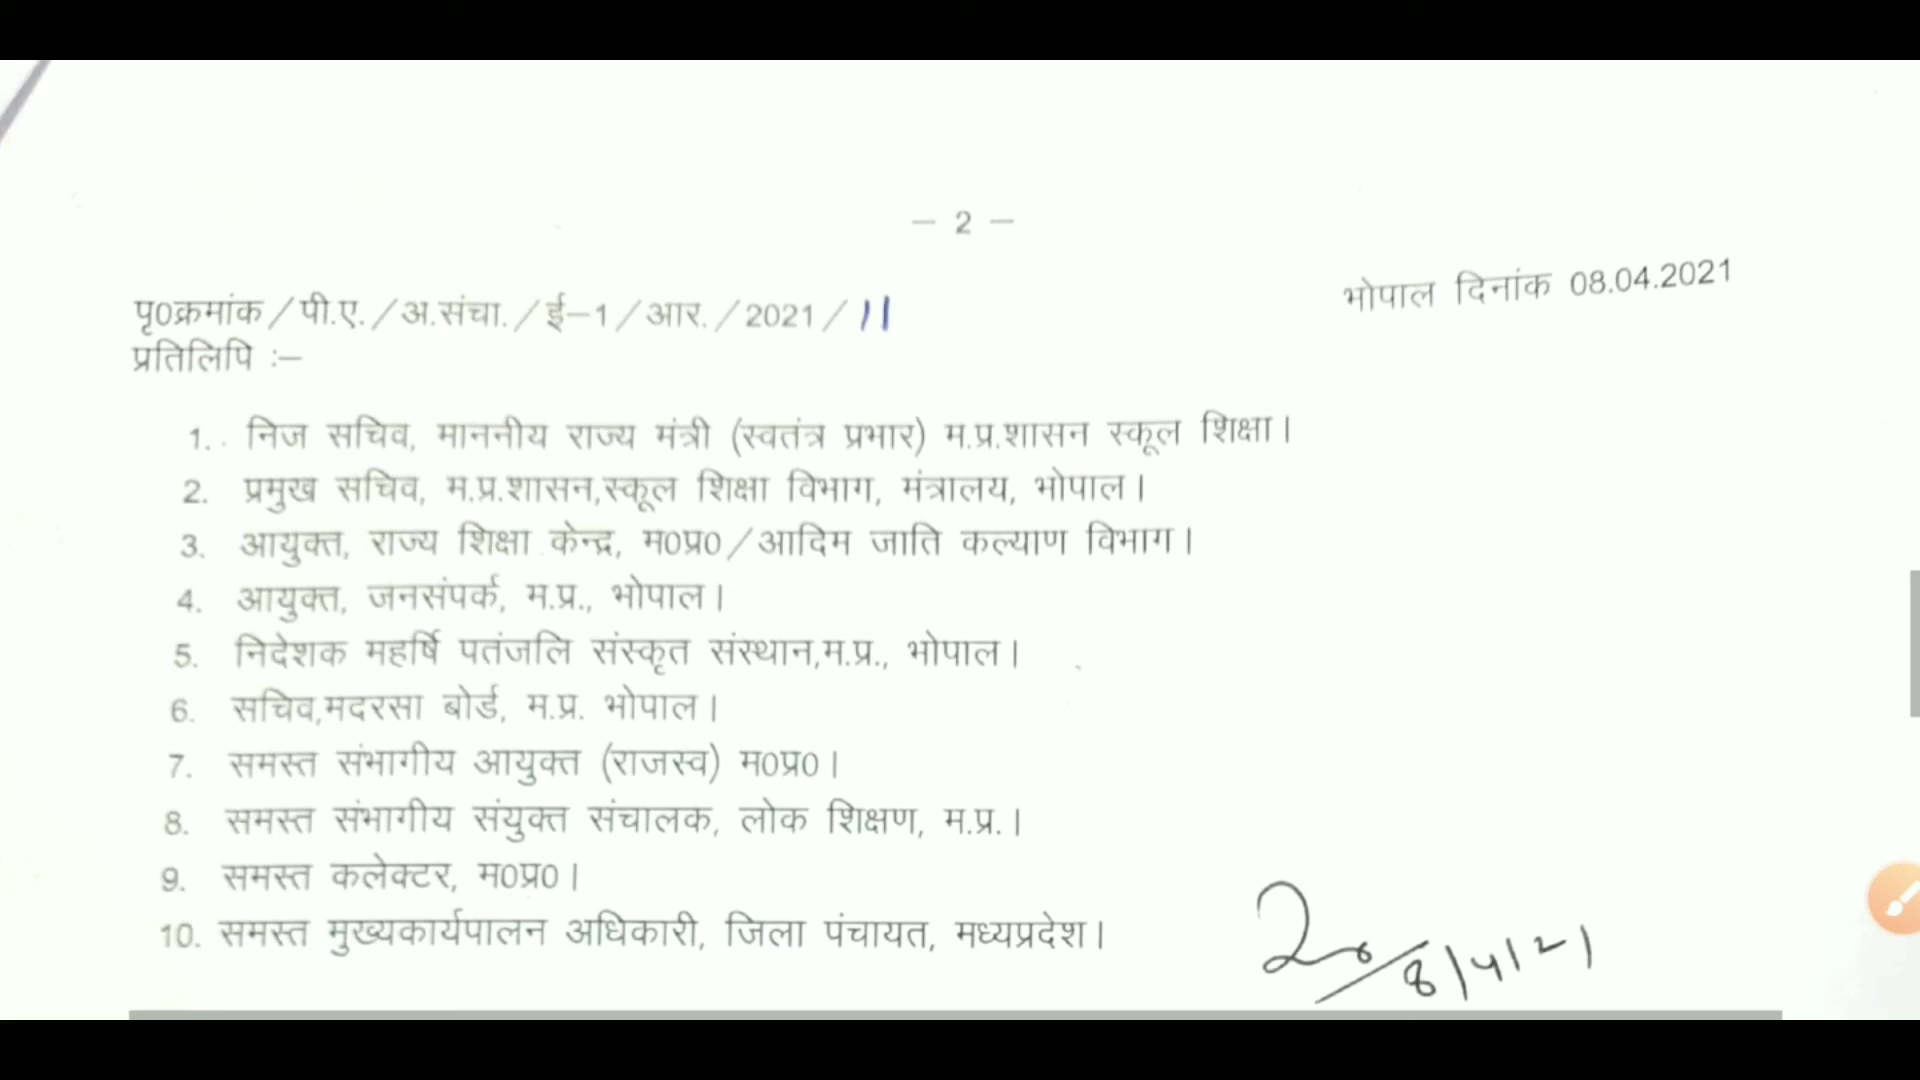 — 2 —
पृ0क्रमांक/पी.ए./अ.संचा./ई–1/आर./2021/11
भोपाल दिनांक 08.04.2021
प्रतिलिपि :–
1. निज सचिव, माननीय राज्य मंत्री (स्वतंत्र प्रभार) म.प्र.शासन स्कूल शिक्षा।
2. प्रमुख सचिव, म.प्र.शासन,स्कूल शिक्षा विभाग, मंत्रालय, भोपाल।
3. आयुक्त, राज्य शिक्षा केन्द्र, म0प्र0/आदिम जाति कल्याण विभाग।
4. आयुक्त, जनसंपर्क, म.प्र., भोपाल।
5. निदेशक महर्षि पतंजलि संस्कृत संस्थान,म.प्र., भोपाल।
6. सचिव,मदरसा बोर्ड, म.प्र. भोपाल।
7. समस्त संभागीय आयुक्त (राजस्व) म0प्र0।
8. समस्त संभागीय संयुक्त संचालक, लोक शिक्षण, म.प्र.।
9. समस्त कलेक्टर, म0प्र0।
10. समस्त मुख्यकार्यपालन अधिकारी, जिला पंचायत, मध्यप्रदेश।
8/4/21